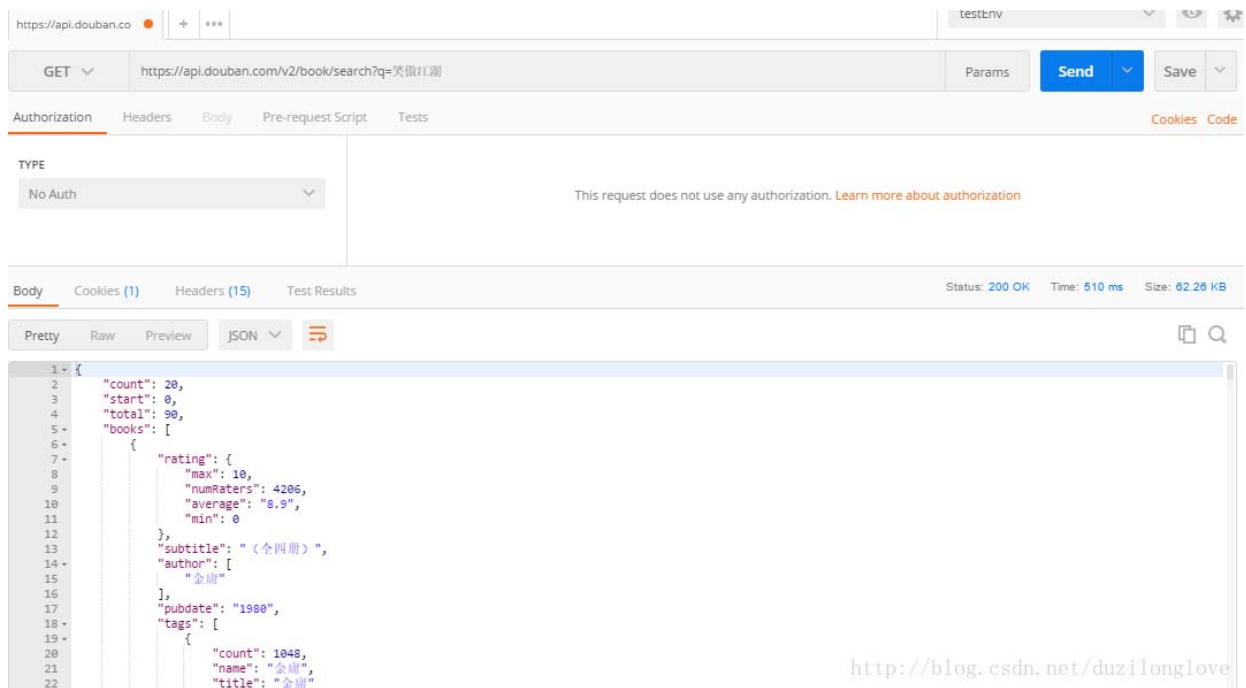 https://api.douban.co + •••
testEnv
GET https://api.douban.com/v2/book/search?q=笑傲江湖 Params Send Save
Authorization Headers Body Pre-request Script Tests Cookies Code
TYPE
No Auth
This request does not use any authorization. Learn more about authorization
Body Cookies (1) Headers (15) Test Results Status: 200 OK Time: 510 ms Size: 62.26 KB
Pretty Raw Preview JSON
1 {
2 "count": 20,
3 "start": 0,
4 "total": 90,
5 "books": [
6 {
7 "rating": {
8 "max": 10,
9 "numRaters": 4206,
10 "average": "8.9",
11 "min": 0
12 },
13 "subtitle": "（全四册）",
14 "author": [
15 "金庸"
16 ],
17 "pubdate": "1980",
18 "tags": [
19 {
20 "count": 1048,
21 "name": "金庸",
22 "title": "金庸"
http://blog.csdn.net/duzilonglove